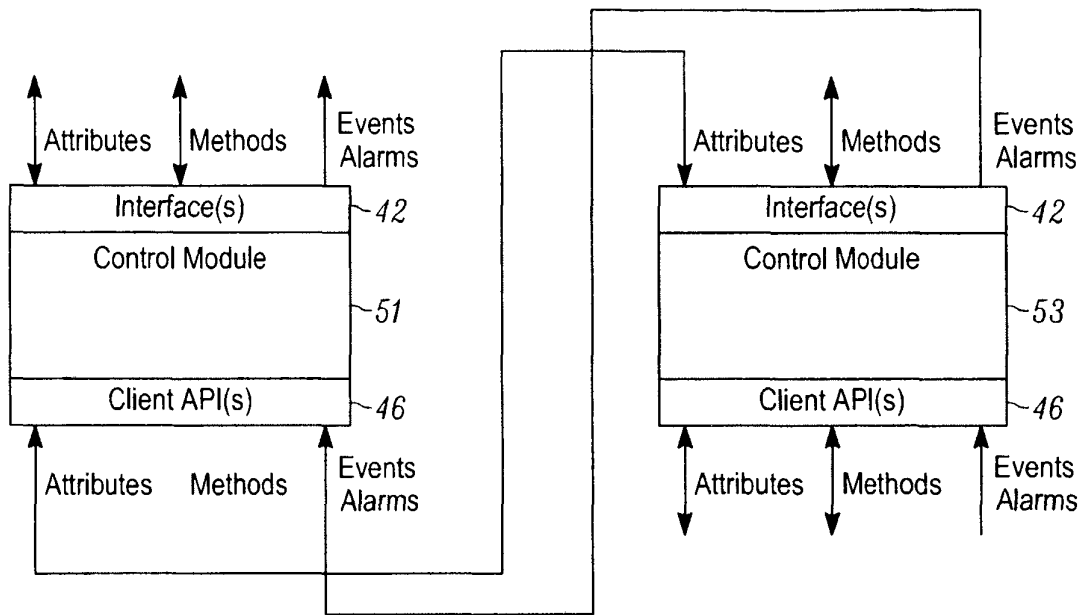 Attributes
Methods
Events
Alarms
Interface(s)
42
Control Module
51
Client API(s)
46
Attributes
Methods
Events
Alarms
Attributes
Methods
Events
Alarms
Interface(s)
42
Control Module
53
Client API(s)
46
Attributes
Methods
Events
Alarms